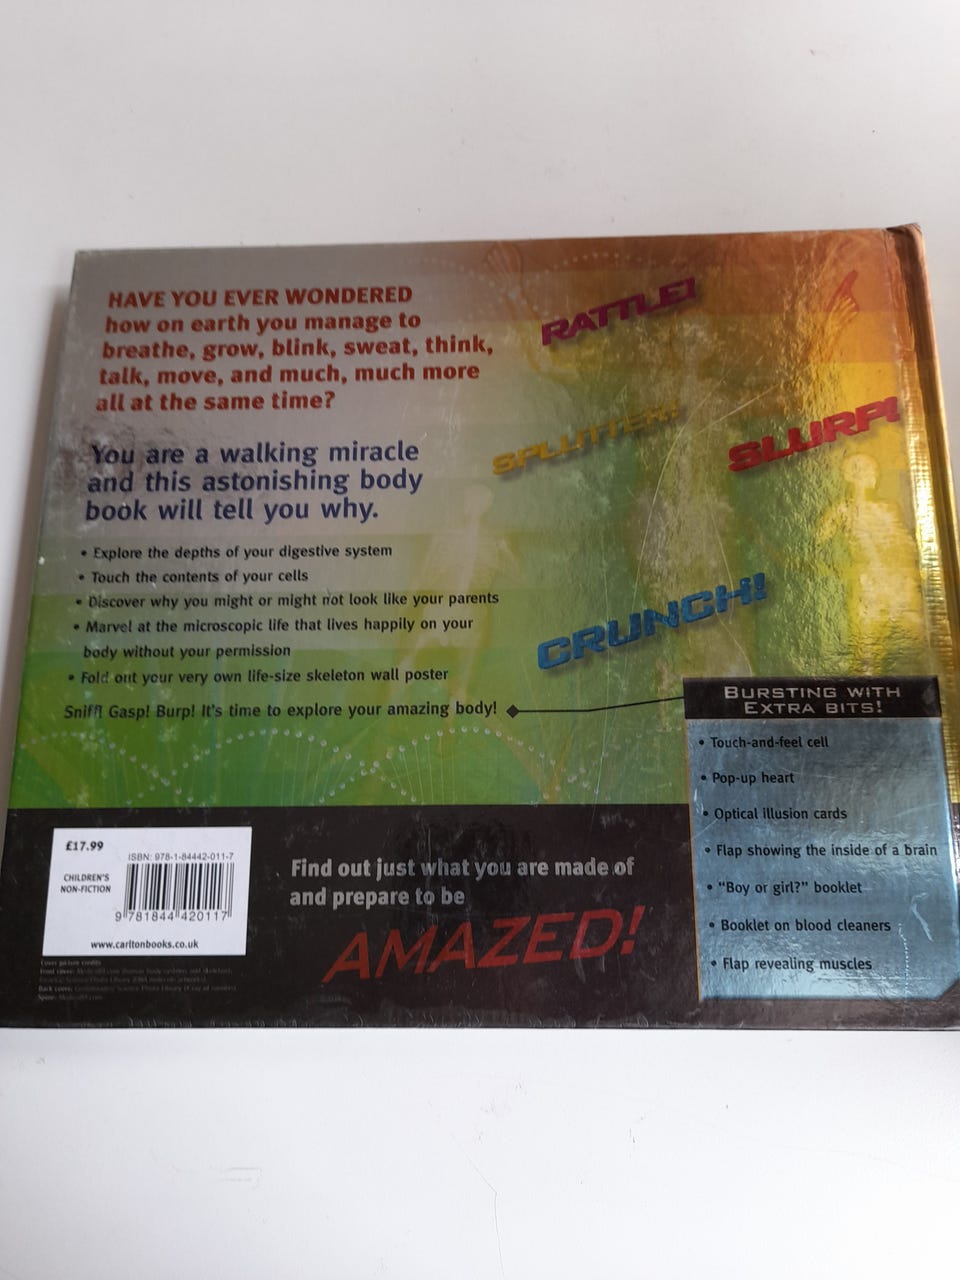 HAVE YOU EVER WONDERED
how on earth you manage to
breathe, grow, blink, sweat, think,
talk, move, and much, much more
all at the same time?
You are a walking miracle
and this astonishing body
book will tell you why.
• Explore the depths of your digestive system
• Touch the contents of your cells
• Discover why you might or might not look like your parents
• Marvel at the microscopic life that lives happily on your
body without your permission
• Fold out your very own life-size skeleton wall poster
Sniff! Gasp! Burp! It's time to explore your amazing body!
RATTLE!
SPLUTTER!
SLURP!
CRUNCH!
BURSTING WITH
EXTRA BITS!
• Touch-and-feel cell
• Pop-up heart
• Optical illusion cards
• Flap showing the inside of a brain
• "Boy or girl?" booklet
• Booklet on blood cleaners
• Flap revealing muscles
Find out just what you are made of
and prepare to be
AMAZED!
£17.99
ISBN: 978-1-84442-011-7
CHILDREN'S
NON-FICTION
9 781844 420117
www.carltonbooks.co.uk
Cover picture credits